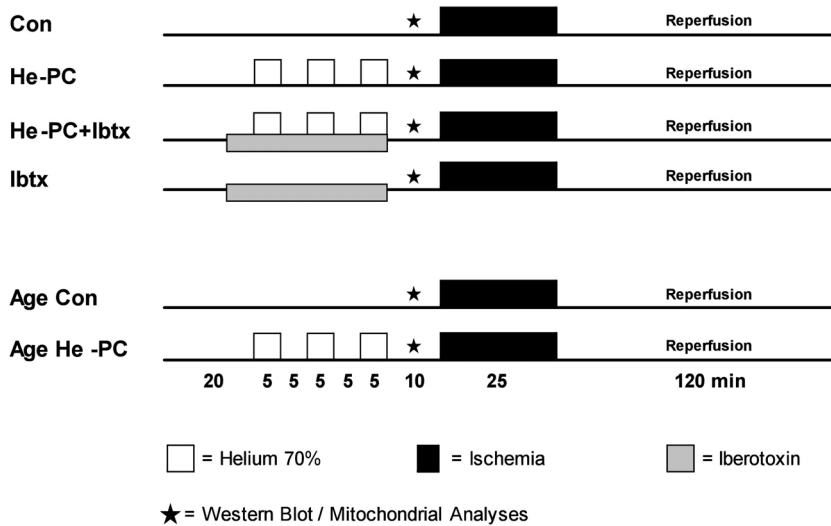 Con Reperfusion
He-PC Reperfusion
He-PC+Ibtx Reperfusion
Ibtx Reperfusion
Age Con Reperfusion
Age He -PC Reperfusion
20 5 5 5 5 5 10 25 120 min
= Helium 70% = Ischemia = Iberotoxin
= Western Blot / Mitochondrial Analyses